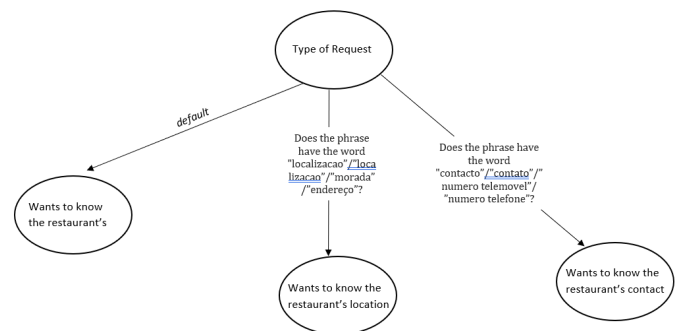 Type of Request
default
Does the phrase
have the word
"localizacao"/"loca
lizacao"/"morada"
/"endereço"?
Does the phrase have
the word
"contacto"/"contato"/"
numero telemovel"/
"numero telefone"?
Wants to know
the restaurant's
Wants to know the
restaurant's location
Wants to know the
restaurant's contact